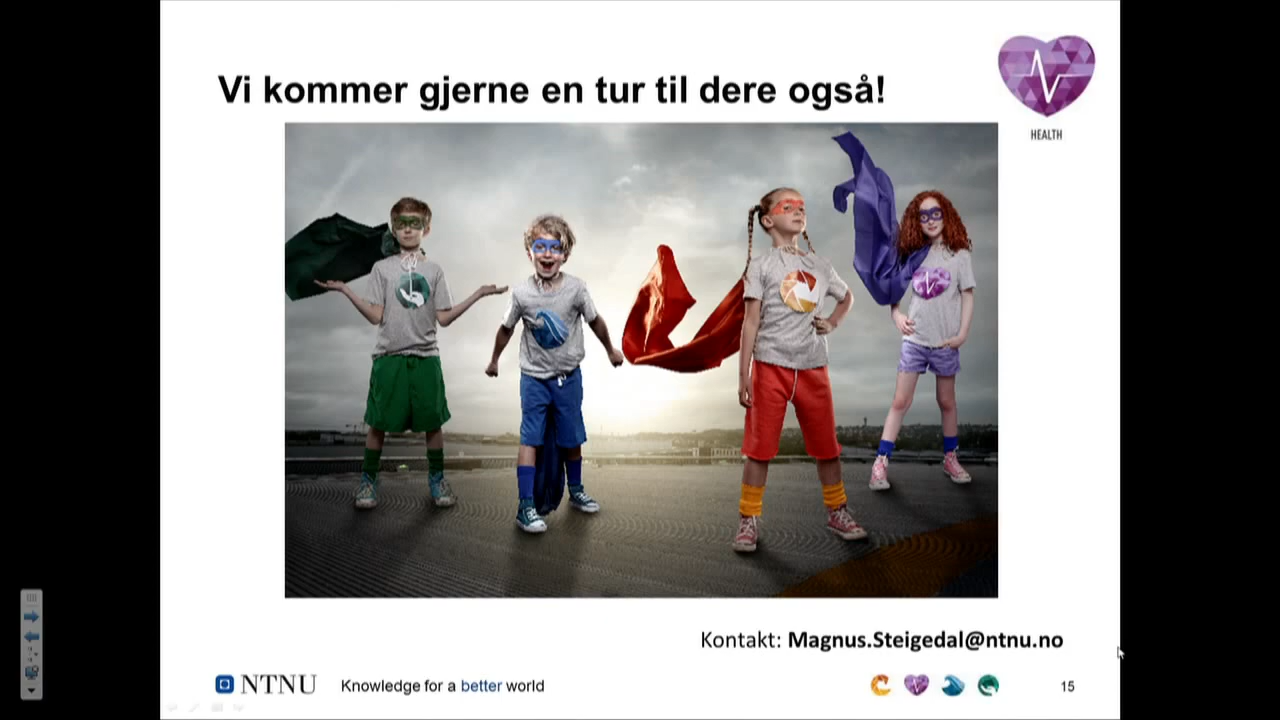 Vi kommer gjerne en tur til dere også!
HEALTH
Kontakt: Magnus.Steigedal@ntnu.no
NTNU
Knowledge for a better world
15